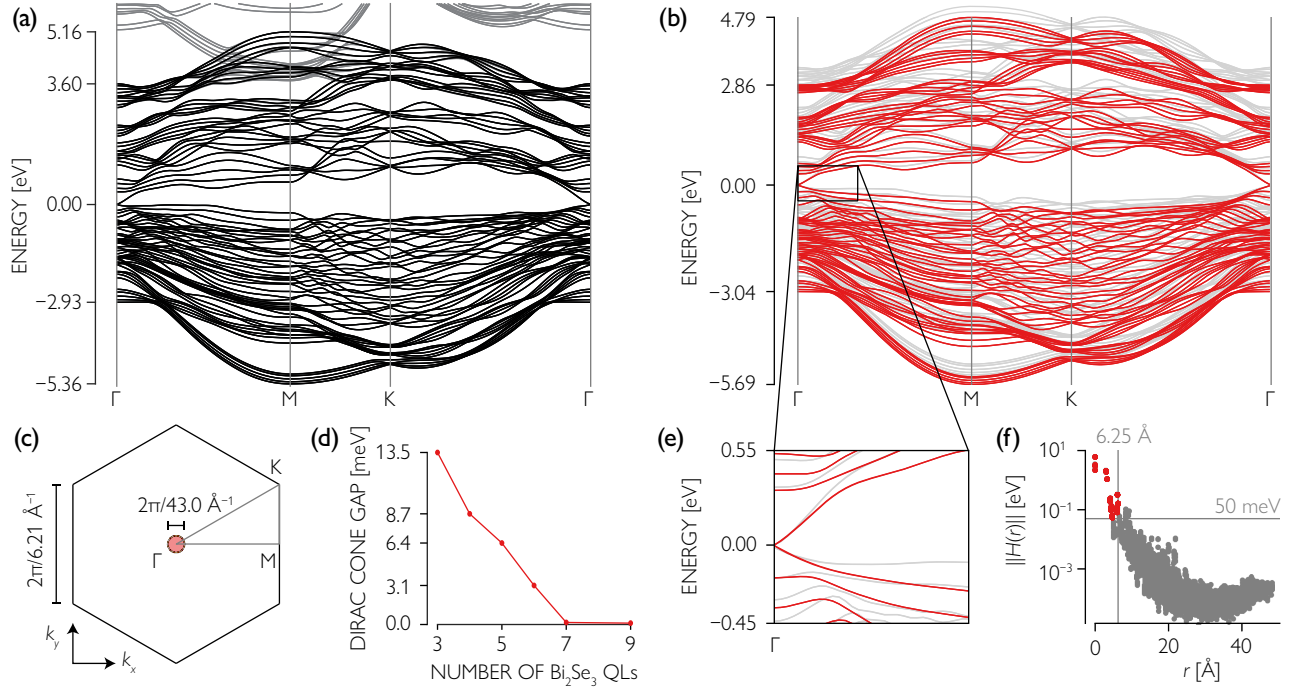 (a)
5.16
3.60
0.00
−2.93
−5.36
ENERGY [eV]
Γ
M
K
Γ
(b)
4.79
2.86
0.00
−3.04
−5.69
ENERGY [eV]
Γ
M
K
Γ
(c)
2π/6.21 Å⁻¹
2π/43.0 Å⁻¹
K
Γ
M
k_y
k_x
(d)
13.5
8.7
6.4
3.1
0.0
DIRAC CONE GAP [meV]
3
5
7
9
NUMBER OF Bi₂Se₃ QLs
(e)
0.55
0.00
−0.45
ENERGY [eV]
Γ
(f)
6.25 Å
50 meV
10¹
10⁻¹
10⁻³
||H(r)|| [eV]
0
20
40
r [Å]